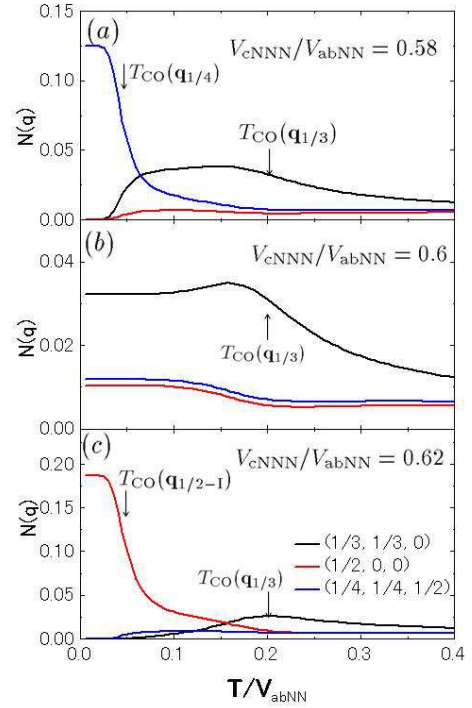 0.15
(a)
V_cNNN/V_abNN = 0.58
T_CO(q_1/4)
0.10
N(q)
T_CO(q_1/3)
0.05
0.00
(b)
V_cNNN/V_abNN = 0.6
0.04
N(q)
T_CO(q_1/3)
0.02
0.00
(c)
V_cNNN/V_abNN = 0.62
0.20
T_CO(q_1/2−I)
0.15
N(q)
(1/3, 1/3, 0)
0.10
T_CO(q_1/3)
(1/2, 0, 0)
(1/4, 1/4, 1/2)
0.05
0.00
0.0 0.1 0.2 0.3 0.4
T/V_abNN